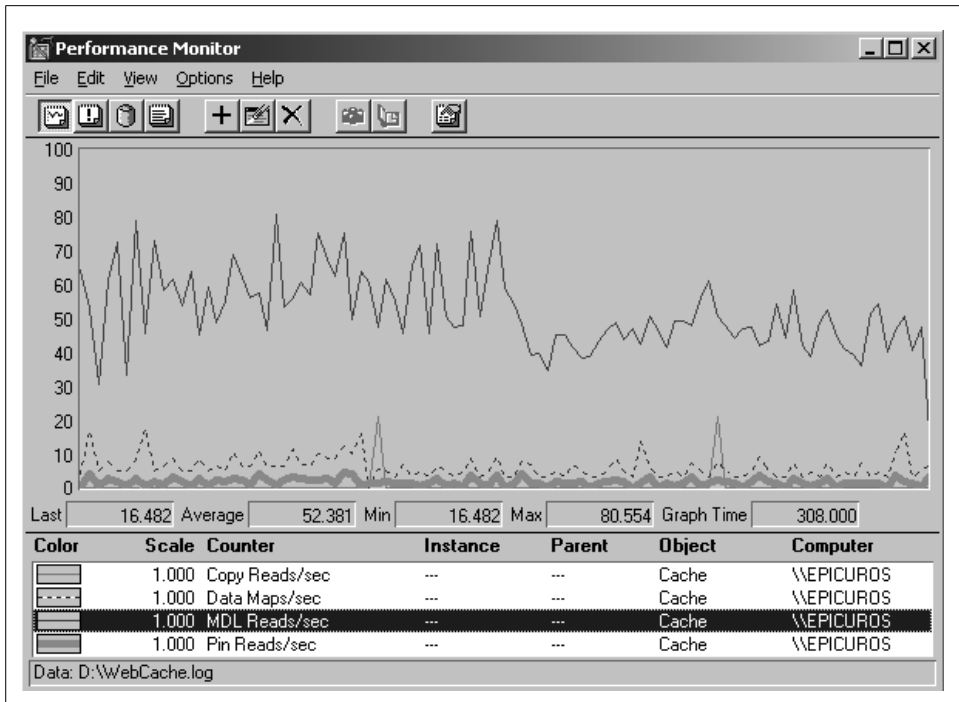 Performance Monitor
File Edit View Options Help
100
90
80
70
60
50
40
30
20
10
0
Last 16.482 Average 52.381 Min 16.482 Max 80.554 Graph Time 308.000
Color Scale Counter Instance Parent Object Computer
1.000 Copy Reads/sec --- --- Cache \\EPICUROS
1.000 Data Maps/sec --- --- Cache \\EPICUROS
1.000 MDL Reads/sec --- --- Cache \\EPICUROS
1.000 Pin Reads/sec --- --- Cache \\EPICUROS
Data: D:\WebCache.log